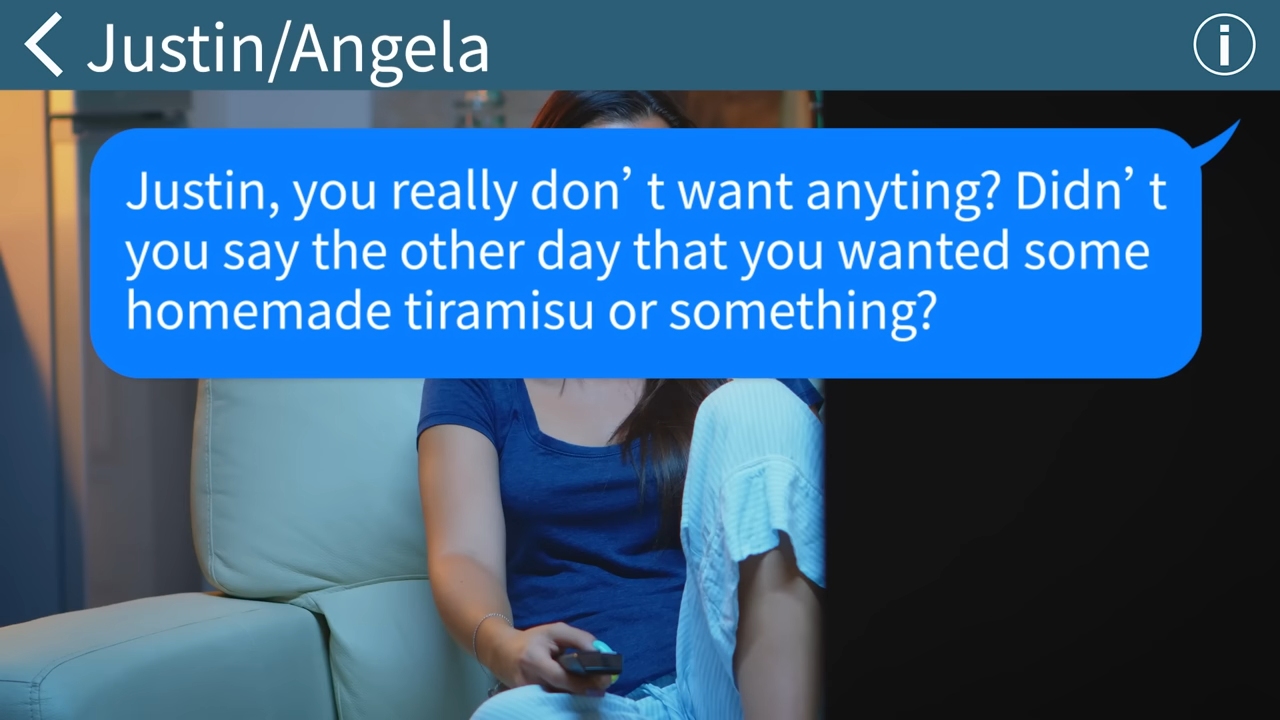 Justin/Angela
Justin, you really don’t want anyting? Didn’t
you say the other day that you wanted some
homemade tiramisu or something?